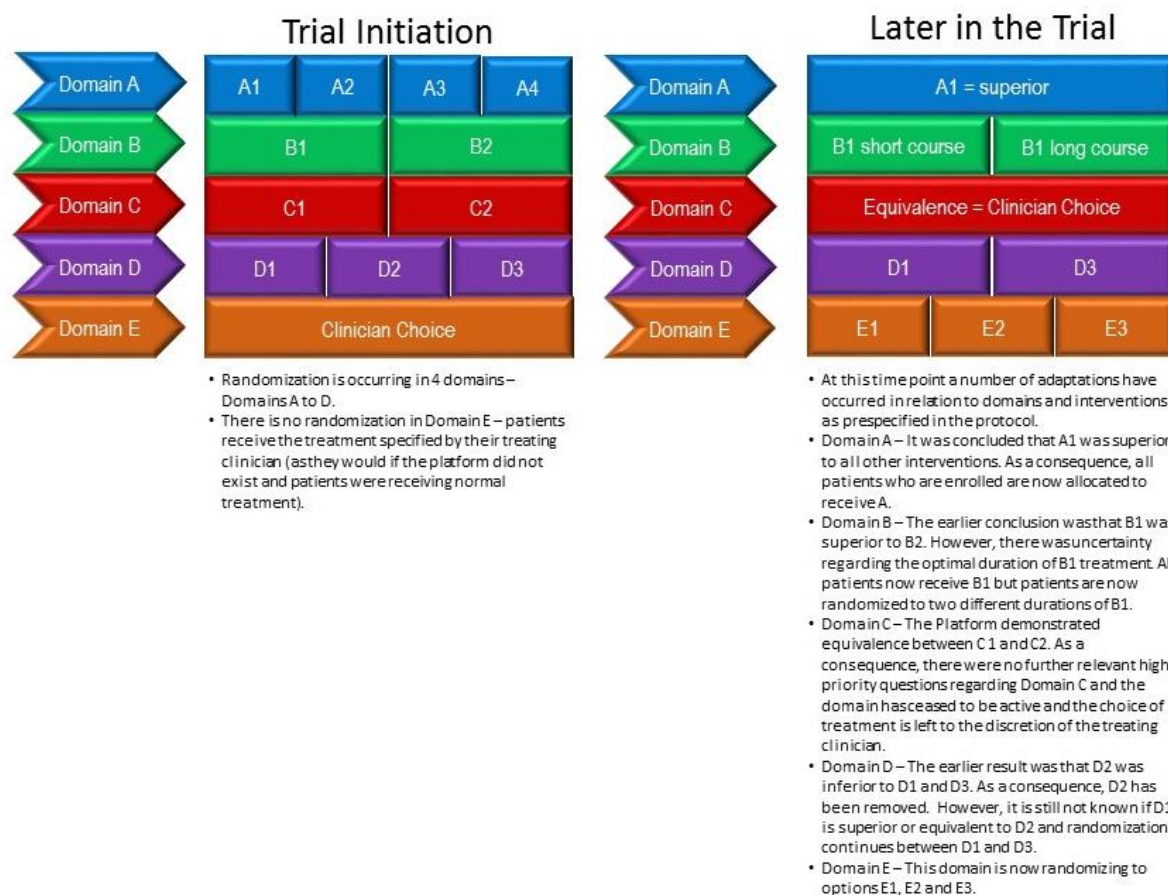 Trial Initiation
Domain A
A1 A2 A3 A4
Domain B
B1 B2
Domain C
C1 C2
Domain D
D1 D2 D3
Domain E
Clinician Choice
• Randomization is occurring in 4 domains –
Domains A to D.
• There is no randomization in Domain E – patients
receive the treatment specified by their treating
clinician (as they would if the platform did not
exist and patients were receiving normal
treatment).
Later in the Trial
Domain A
A1 = superior
Domain B
B1 short course B1 long course
Domain C
Equivalence = Clinician Choice
Domain D
D1 D3
Domain E
E1 E2 E3
• At this time point a number of adaptations have
occurred in relation to domains and interventions
as prespecified in the protocol.
• Domain A – It was concluded that A1 was superior
to all other interventions. As a consequence, all
patients who are enrolled are now allocated to
receive A.
• Domain B – The earlier conclusion was that B1
superior to B2. However, there was uncertainty
regarding the optimal duration of B1 treatment.
patients now receive B1 but patients are now
randomized to two different durations of B1.
• Domain C – The Platform demonstrated
equivalence between C1 and C2. As a
consequence, there were no further relevant high
priority questions regarding Domain C and the
domain has ceased to be active and the choice of
treatment is left to the discretion of the treating
clinician.
• Domain D – The earlier result was that D2 was
inferior to D1 and D3. As a consequence, D2 has
been removed. However, it is still not known if D1
is superior or equivalent to D2 and randomization
continues between D1 and D3.
• Domain E – This domain is now randomizing to
options E1, E2 and E3.